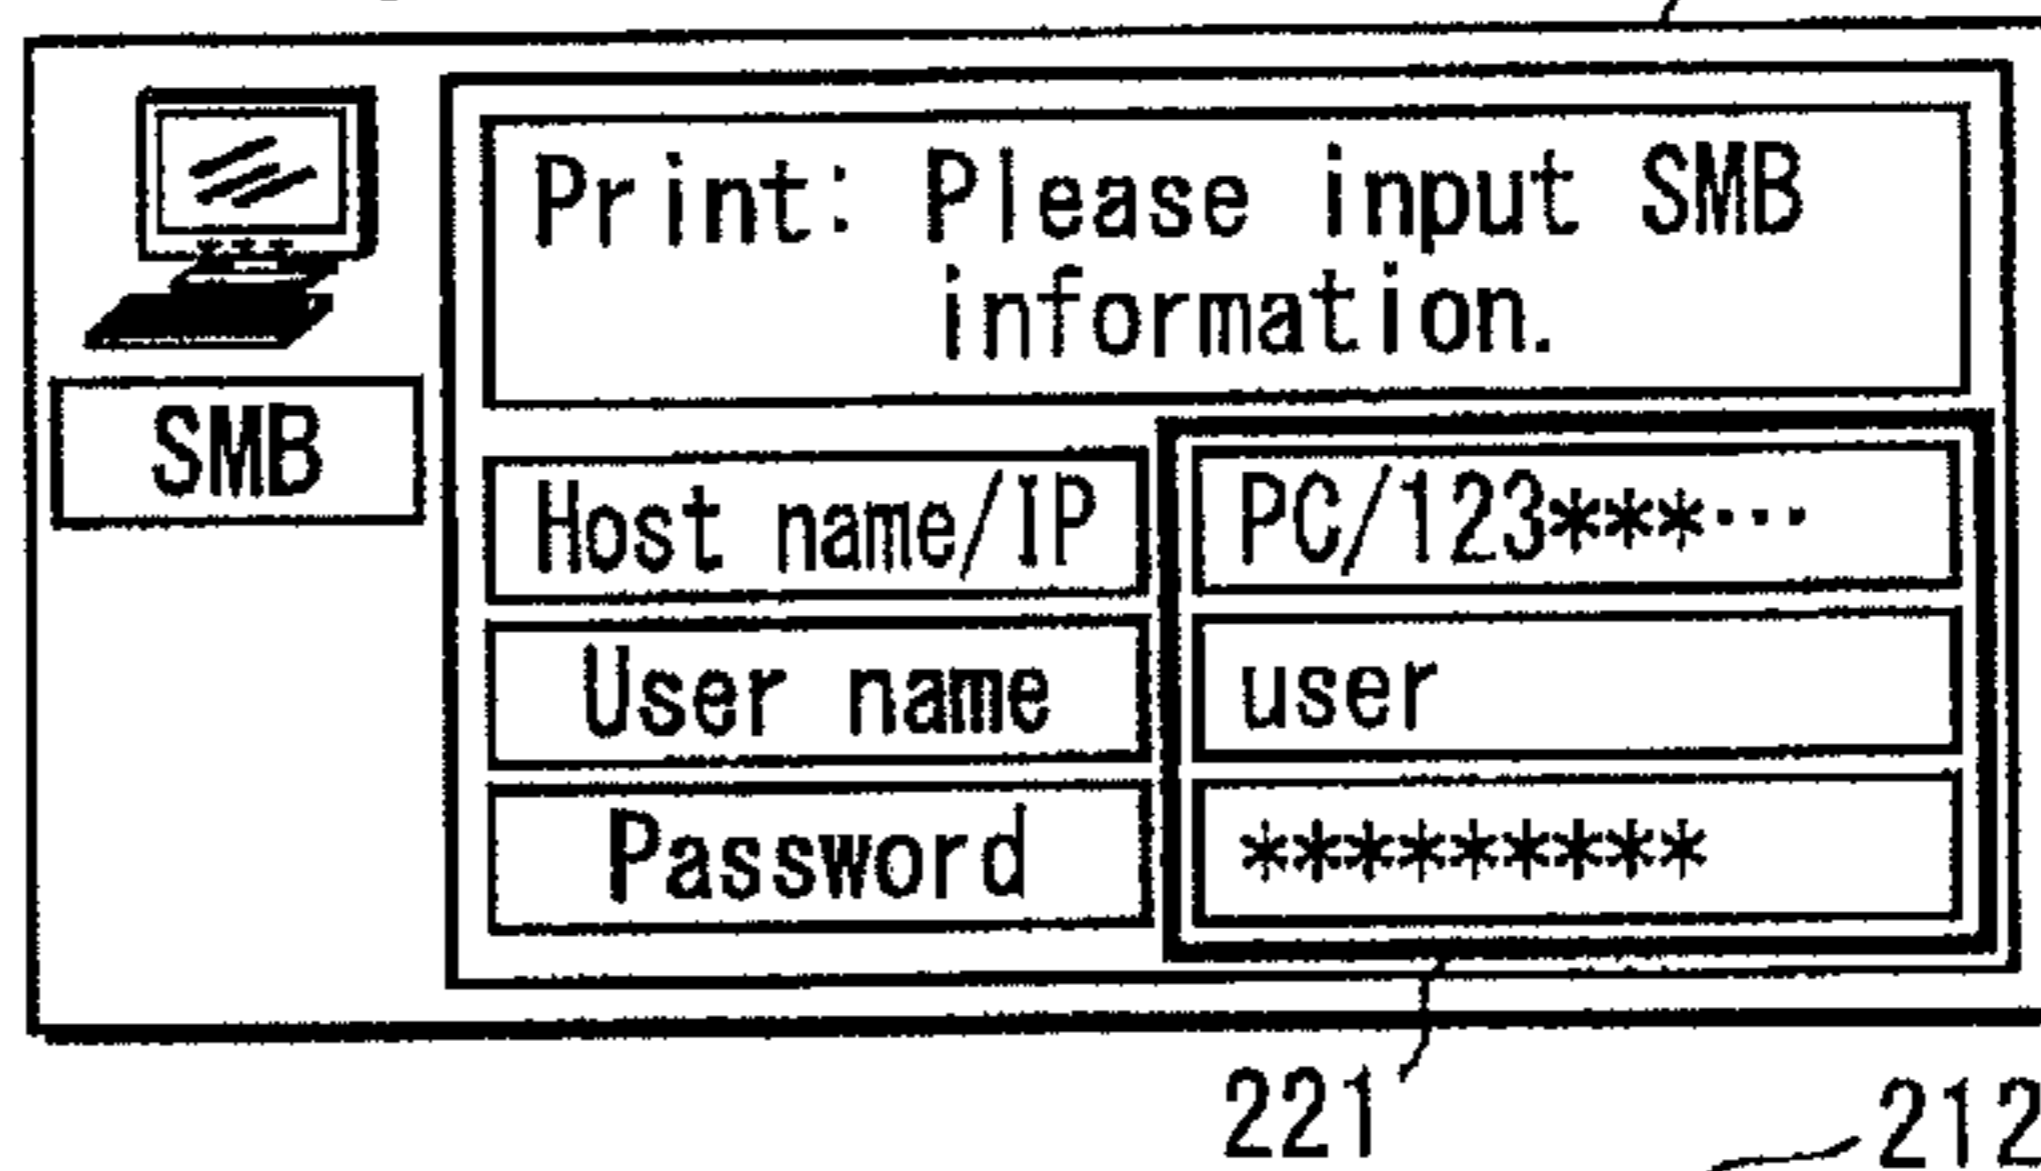 Print: Please input SMB
information.
SMB
Host name/IP PC/123***···
User name user
Password *********
221
212